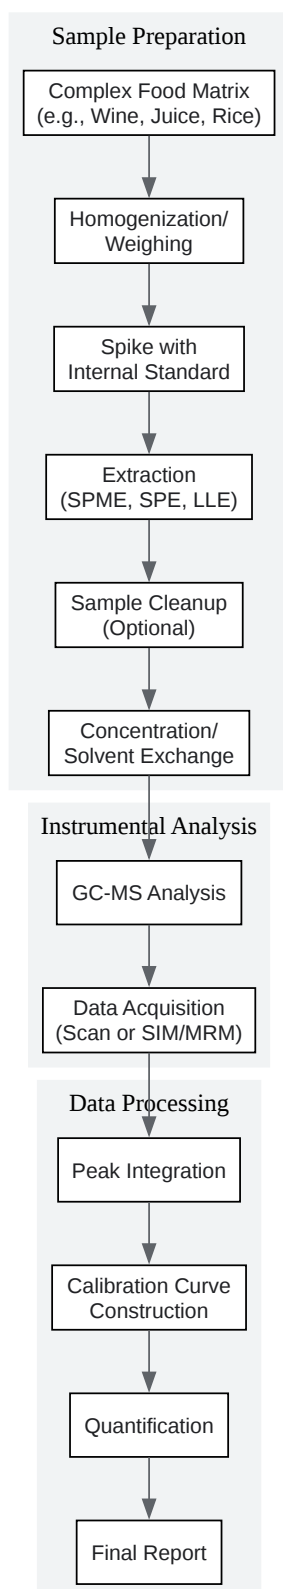 Sample Preparation
Complex Food Matrix
(e.g., Wine, Juice, Rice)
Homogenization/
Weighing
Spike with
Internal Standard
Extraction
(SPME, SPE, LLE)
Sample Cleanup
(Optional)
Concentration/
Solvent Exchange
Instrumental Analysis
GC-MS Analysis
Data Acquisition
(Scan or SIM/MRM)
Data Processing
Peak Integration
Calibration Curve
Construction
Quantification
Final Report